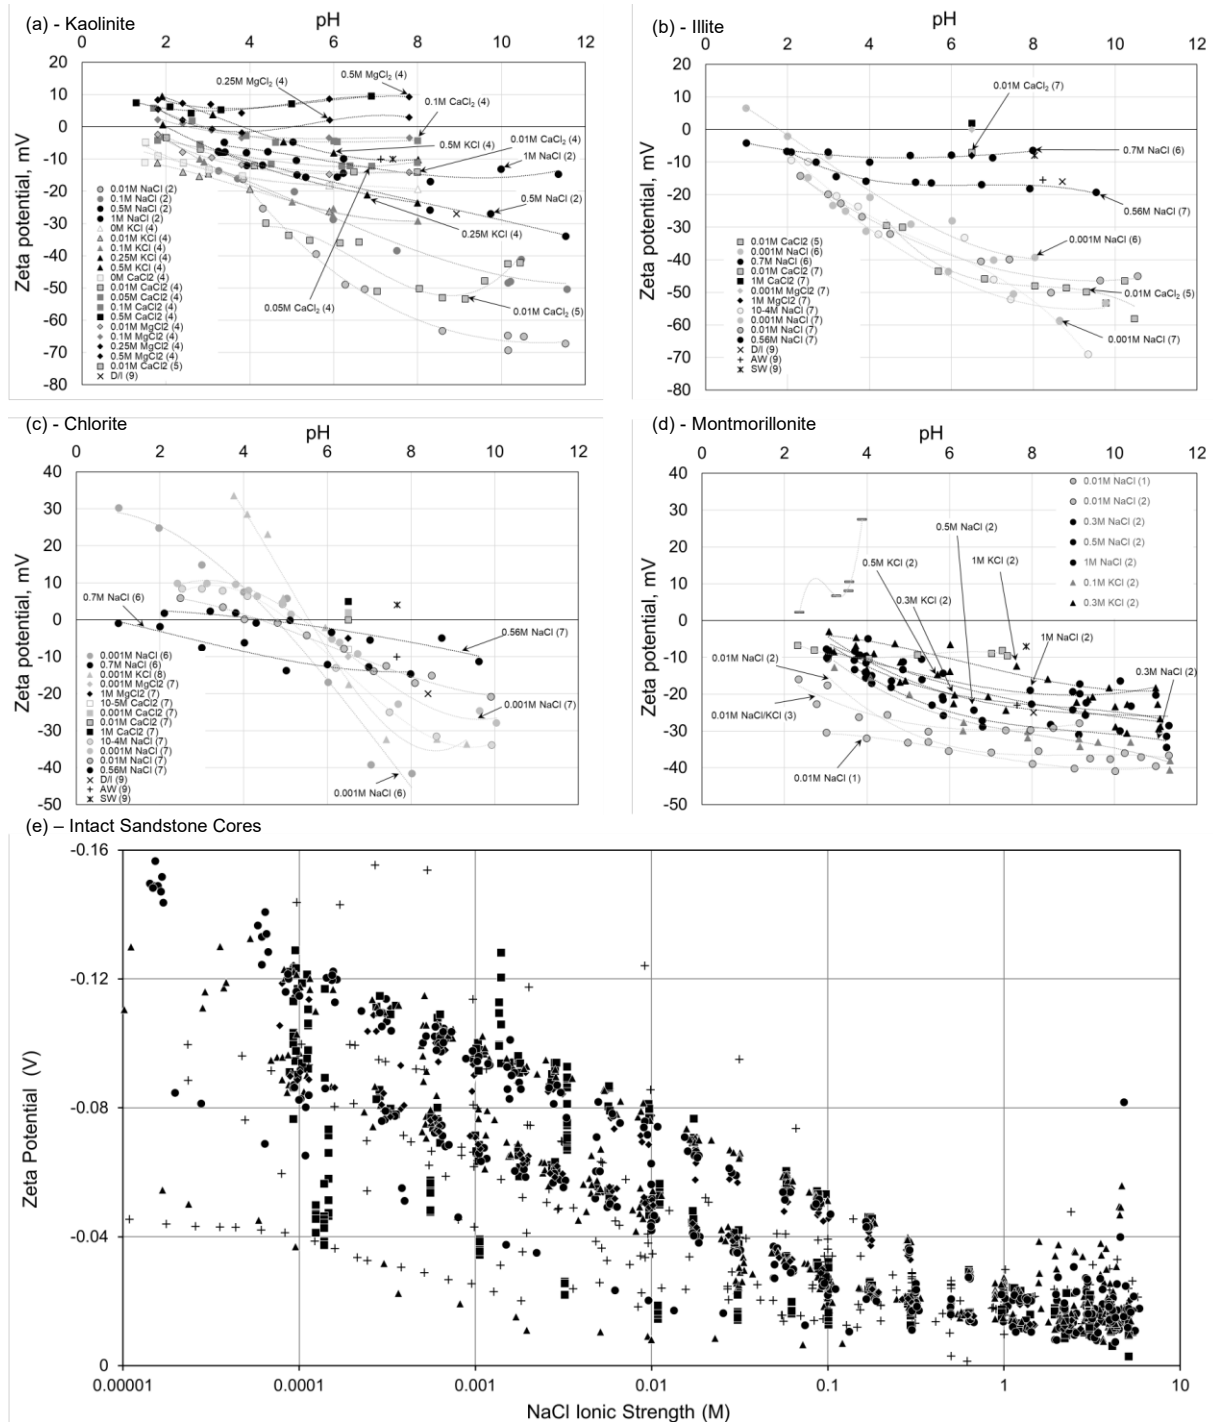 (a) - Kaolinite
pH
0 2 4 6 8 10 12
20
10
0
-10
-20
-30
-40
-50
-60
-70
-80
Zeta potential, mV
0.25M MgCl₂ (4)
0.5M MgCl₂ (4)
0.1M CaCl₂ (4)
0.01M CaCl₂ (4)
0.5M KCl (4)
1M NaCl (2)
0.5M NaCl (2)
0.25M KCl (4)
0.05M CaCl₂ (4)
0.01M CaCl₂ (5)
0.01M NaCl (2)
0.1M NaCl (2)
0.5M NaCl (2)
1M NaCl (2)
0M KCl (4)
0.01M KCl (4)
0.1M KCl (4)
0.25M KCl (4)
0.5M KCl (4)
0M CaCl2 (4)
0.01M CaCl2 (4)
0.05M CaCl2 (4)
0.1M CaCl2 (4)
0.5M CaCl2 (4)
0.01M MgCl2 (4)
0.1M MgCl2 (4)
0.25M MgCl2 (4)
0.5M MgCl2 (4)
0.01M CaCl2 (5)
D/I (9)
(b) - Illite
pH
0 2 4 6 8 10 12
20
10
0
-10
-20
-30
-40
-50
-60
-70
-80
Zeta potential, mV
0.01M CaCl₂ (7)
0.7M NaCl (6)
0.56M NaCl (7)
0.001M NaCl (6)
0.01M CaCl₂ (5)
0.001M NaCl (7)
0.01M CaCl2 (5)
0.001M NaCl (6)
0.7M NaCl (6)
0.01M CaCl2 (7)
1M CaCl2 (7)
0.001M MgCl2 (7)
1M MgCl2 (7)
10-4M NaCl (7)
0.001M NaCl (7)
0.01M NaCl (7)
0.56M NaCl (7)
D/I (9)
AW (9)
SW (9)
(c) - Chlorite
pH
0 2 4 6 8 10 12
40
30
20
10
0
-10
-20
-30
-40
-50
Zeta potential, mV
0.7M NaCl (6)
0.56M NaCl (7)
0.001M NaCl (7)
0.001M NaCl (6)
0.001M NaCl (6)
0.7M NaCl (6)
0.001M KCl (8)
0.001M MgCl2 (7)
1M MgCl2 (7)
10-5M CaCl2 (7)
0.001M CaCl2 (7)
0.01M CaCl2 (7)
1M CaCl2 (7)
10-4M NaCl (7)
0.001M NaCl (7)
0.01M NaCl (7)
0.56M NaCl (7)
D/I (9)
AW (9)
SW (9)
(d) - Montmorillonite
pH
0 2 4 6 8 10 12
40
30
20
10
0
-10
-20
-30
-40
-50
Zeta potential, mV
0.01M NaCl (1)
0.01M NaCl (2)
0.3M NaCl (2)
0.5M NaCl (2)
1M NaCl (2)
0.1M KCl (2)
0.3M KCl (2)
0.5M NaCl (2)
1M KCl (2)
0.5M KCl (2)
0.3M KCl (2)
1M NaCl (2)
0.3M NaCl (2)
0.01M NaCl (2)
0.01M NaCl/KCl (3)
0.01M NaCl (1)
(e) – Intact Sandstone Cores
-0.16
-0.12
-0.08
-0.04
0
Zeta Potential (V)
0.00001 0.0001 0.001 0.01 0.1 1 10
NaCl Ionic Strength (M)